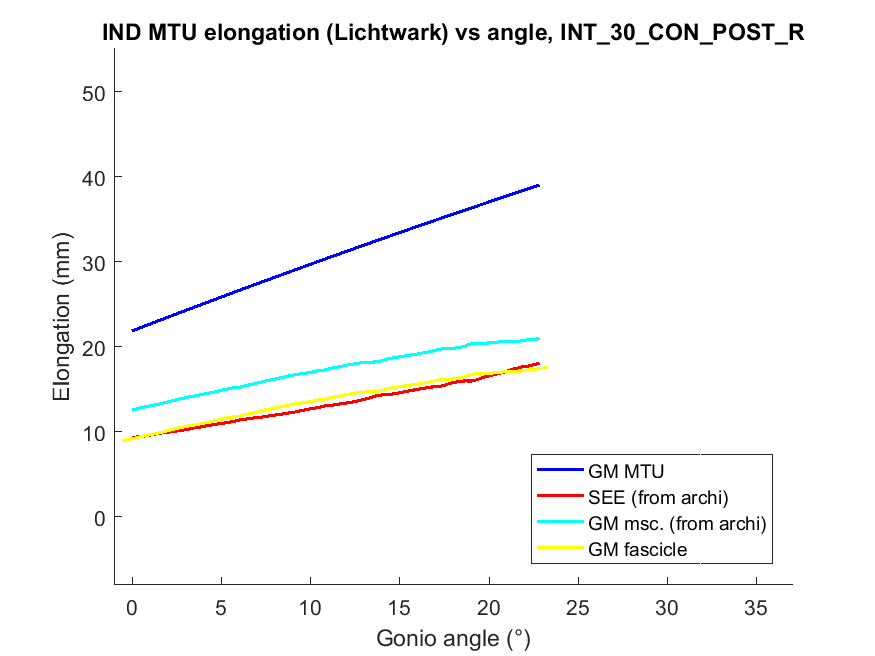 IND MTU elongation (Lichtwark) vs angle, INT_30_CON_POST_R
50
40
30
20
10
0
Elongation (mm)
0 5 10 15 20 25 30 35
Gonio angle (°)
GM MTU
SEE (from archi)
GM msc. (from archi)
GM fascicle